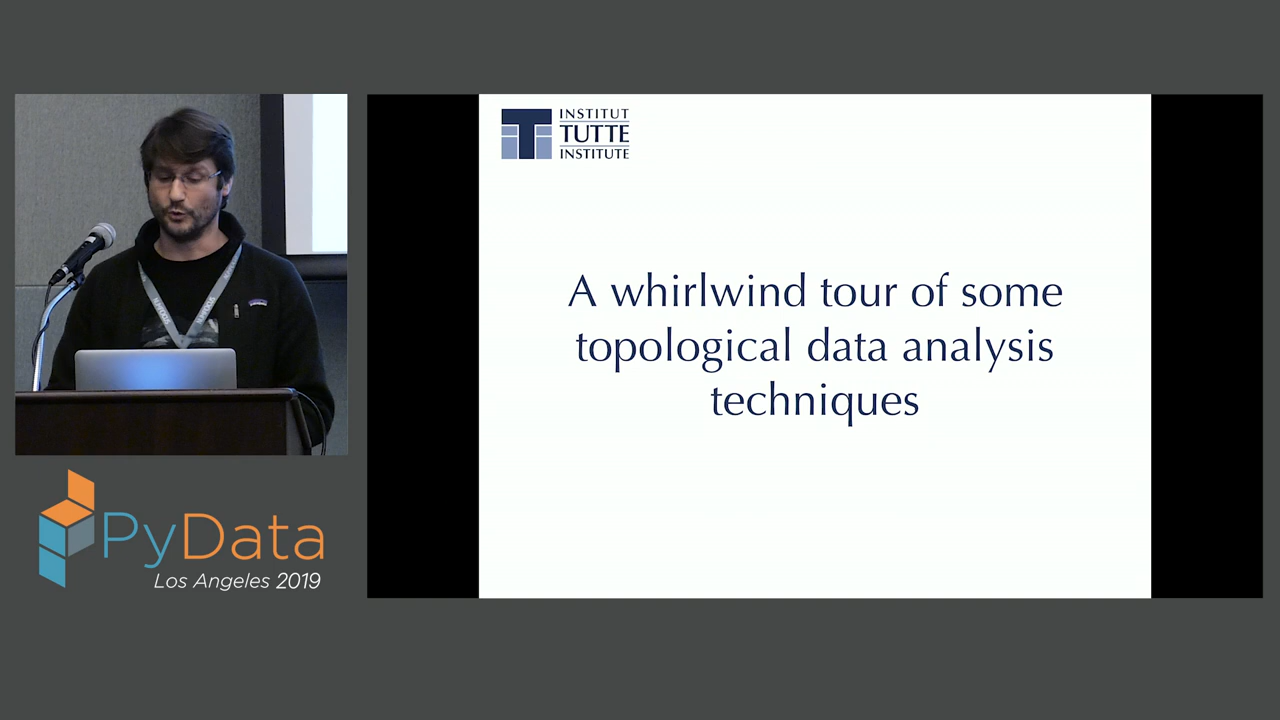 INSTITUT
TUTTE
INSTITUTE
A whirlwind tour of some
topological data analysis
techniques
PyData
Los Angeles 2019